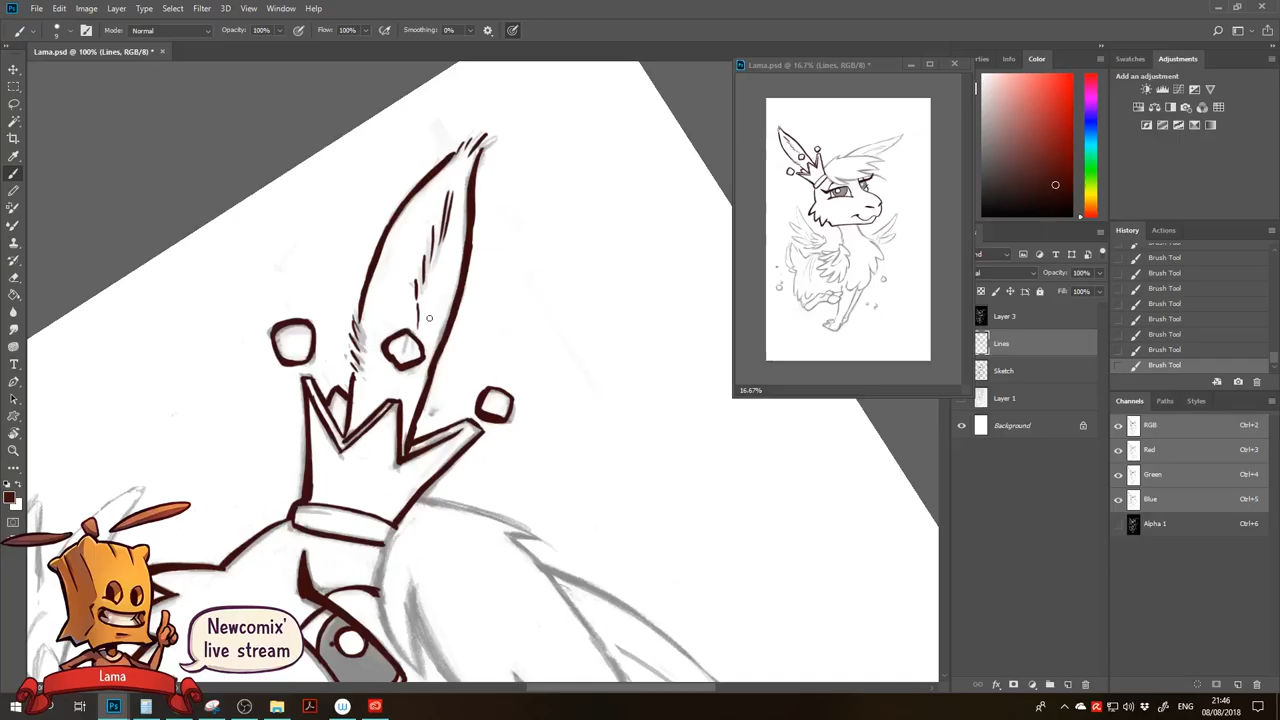 Ps File Edit Image Layer Type Select Filter 3D View Window Help
9 Mode: Normal Opacity: 100% Flow: 100% Smoothing: 0%
Lama.psd @ 100% (Lines, RGB/8) *
Lama.psd @ 16.7% (Lines, RGB/8) *
16.67%
Info Color
Swatches Adjustments
Add an adjustment
History Actions
Brush Tool
Brush Tool
Brush Tool
Brush Tool
Brush Tool
Brush Tool
Brush Tool
Brush Tool
Opacity: 100%
Fill: 100%
Layer 3
Lines
Sketch
Layer 1
Background
Channels Paths Styles
RGB Ctrl+2
Red Ctrl+3
Green Ctrl+4
Blue Ctrl+5
Alpha 1 Ctrl+6
Newcomix'
live stream
Lama
21:46
08/08/2018